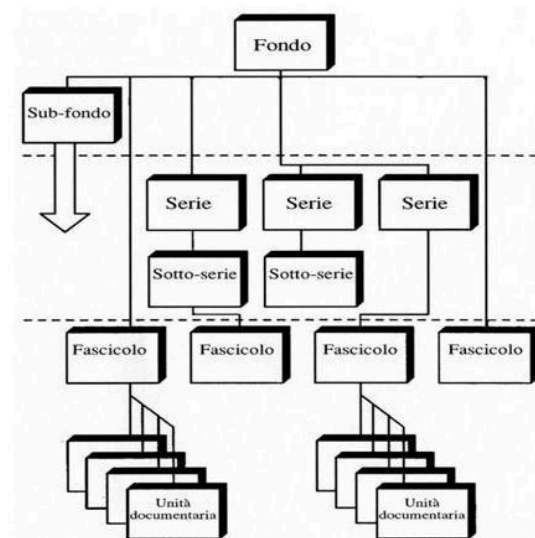 Fondo
Sub-fondo
Serie
Serie
Serie
Sotto-serie
Sotto-serie
Fascicolo
Fascicolo
Fascicolo
Fascicolo
Unità
documentaria
Unità
documentaria